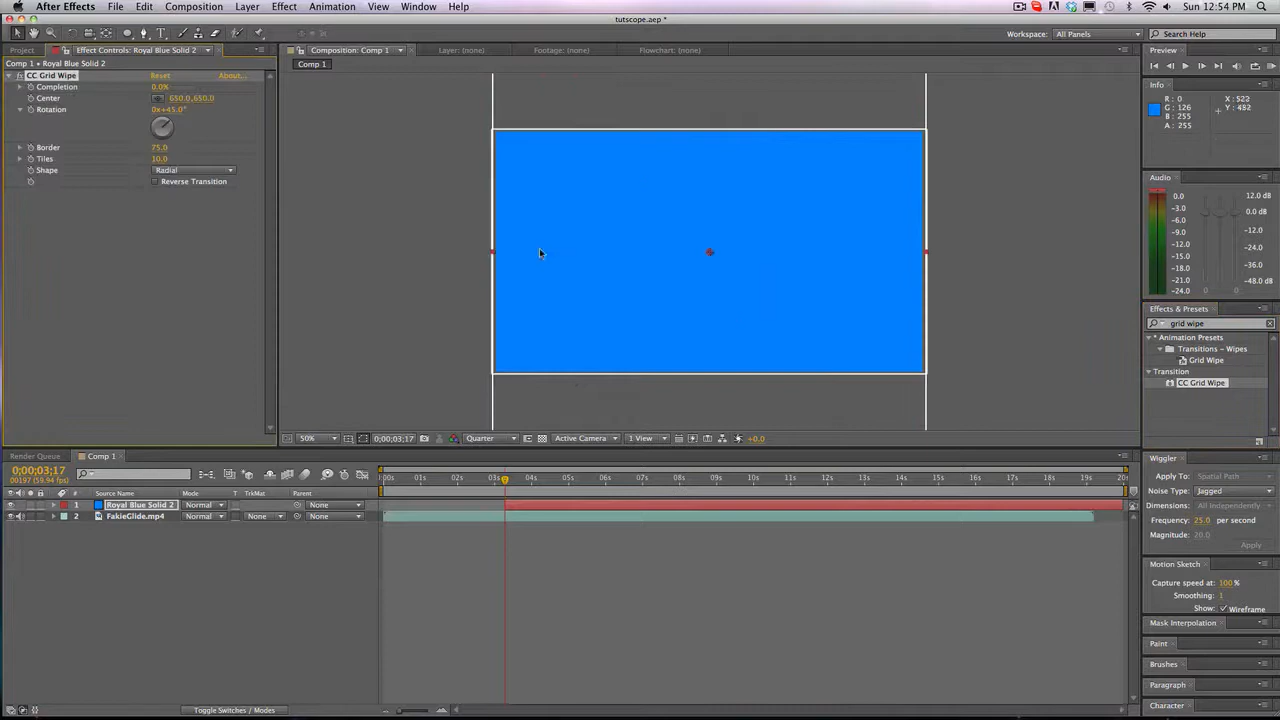 After Effects File Edit Composition Layer Effect Animation View Window Help Sun 12:54 PM
tutscope.aep *
Workspace: All Panels Search Help
Project Effect Controls: Royal Blue Solid 2 Composition: Comp 1 Layer: (none) Footage: (none) Flowchart: (none) Preview
Comp 1 • Royal Blue Solid 2 Comp 1
CC Grid Wipe Reset About...
Completion 0.0%
Center 650.0,650.0
Rotation 0x+45.0°
Border 75.0
Tiles 10.0
Shape Radial
Reverse Transition
Info
R: 0
G: 126
B: 255
A: 255
X: 522
Y: 482
Audio
0.0
-3.0
-6.0
-9.0
-12.0
-15.0
-18.0
-21.0
-24.0
12.0 dB
0.0 dB
-12.0
-24.0
-36.0
-48.0 dB
Effects & Presets
grid wipe
* Animation Presets
Transitions – Wipes
Grid Wipe
Transition
CC Grid Wipe
50% 0;00;03;17 Quarter Active Camera 1 View +0.0
Render Queue Comp 1
0;00;03;17
00197 (59.94 fps)
:00s 01s 02s 03s 04s 05s 06s 07s 08s 09s 10s 11s 12s 13s 14s 15s 16s 17s 18s 19s 20s
# Source Name Mode T TrkMat Parent
1 Royal Blue Solid 2 Normal None
2 FakieGlide.mp4 Normal None None
Wiggler
Apply To: Spatial Path
Noise Type: Jagged
Dimensions: All Independently
Frequency: 25.0 per second
Magnitude: 20.0
Apply
Motion Sketch
Capture speed at: 100 %
Smoothing: 1
Show: Wireframe
Mask Interpolation
Paint
Brushes
Paragraph
Character
Toggle Switches / Modes